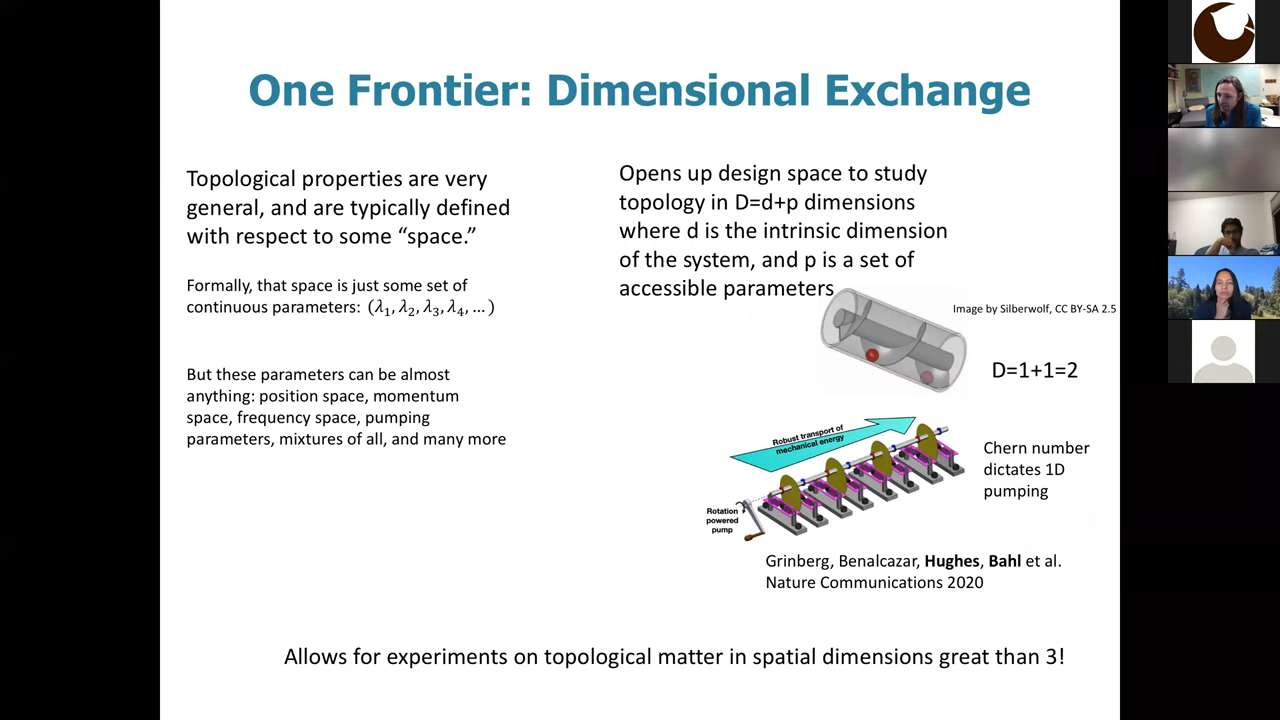 One Frontier: Dimensional Exchange
Topological properties are very
general, and are typically defined
with respect to some “space.”
Formally, that space is just some set of
continuous parameters: (λ₁, λ₂, λ₃, λ₄, … )
But these parameters can be almost
anything: position space, momentum
space, frequency space, pumping
parameters, mixtures of all, and many more
Opens up design space to study
topology in D=d+p dimensions
where d is the intrinsic dimension
of the system, and p is a set of
accessible parameters
Image by Silberwolf, CC BY-SA 2.5
D=1+1=2
Robust transport of
mechanical energy
Rotation
powered
pump
Chern number
dictates 1D
pumping
Grinberg, Benalcazar, Hughes, Bahl et al.
Nature Communications 2020
Allows for experiments on topological matter in spatial dimensions great than 3!